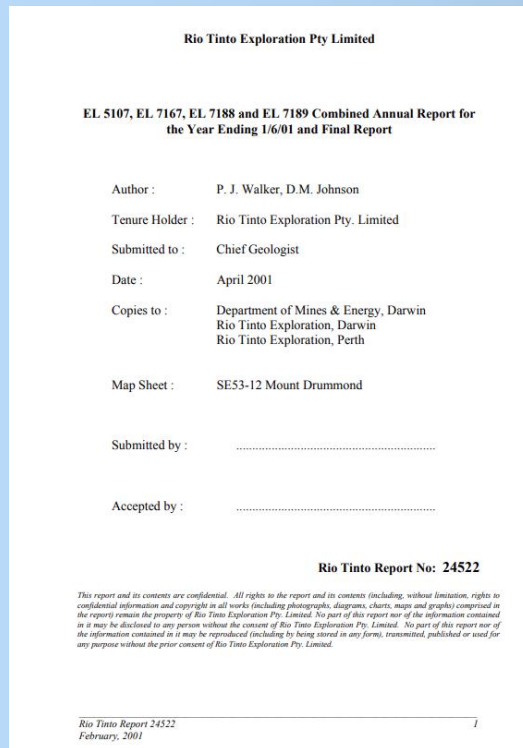 Rio Tinto Exploration Pty Limited
EL 5107, EL 7167, EL 7188 and EL 7189 Combined Annual Report for
the Year Ending 1/6/01 and Final Report
Author : P. J. Walker, D.M. Johnson
Tenure Holder : Rio Tinto Exploration Pty. Limited
Submitted to : Chief Geologist
Date : April 2001
Copies to : Department of Mines & Energy, Darwin
Rio Tinto Exploration, Darwin
Rio Tinto Exploration, Perth
Map Sheet : SE53-12 Mount Drummond
Submitted by : ..............................................................
Accepted by : ..............................................................
Rio Tinto Report No: 24522
This report and its contents are confidential. All rights to the report and its contents (including, without limitation, rights to
confidential information and copyright in all works (including photographs, diagrams, charts, maps and graphs) comprised in
the report) remain the property of Rio Tinto Exploration Pty. Limited. No part of this report nor of the information contained
in it may be disclosed to any person without the consent of Rio Tinto Exploration Pty. Limited. No part of this report nor of
the information contained in it may be reproduced (including by being stored in any form), transmitted, published or used for
any purpose without the prior consent of Rio Tinto Exploration Pty. Limited.
Rio Tinto Report 24522 1
February, 2001